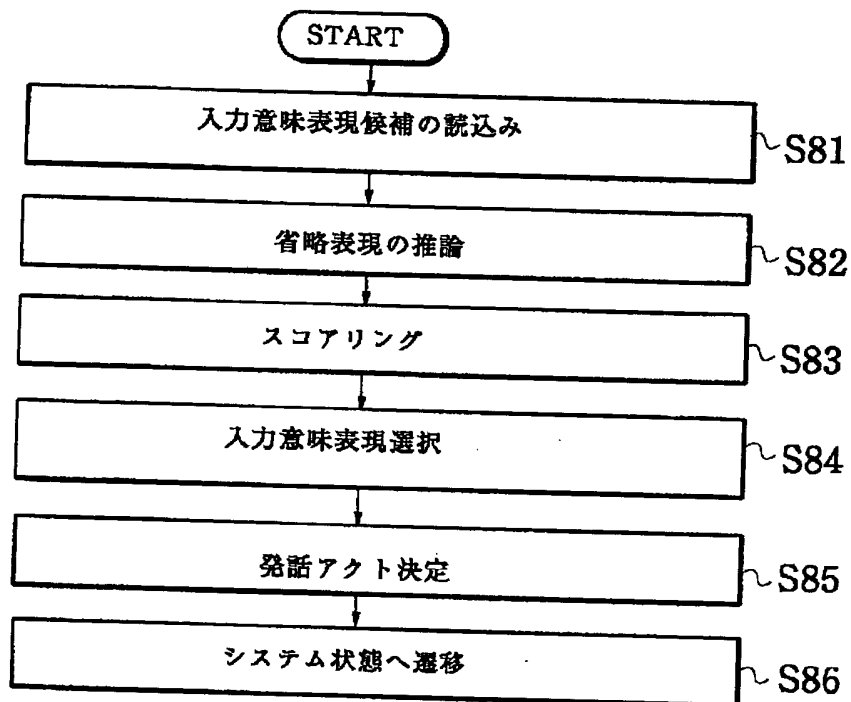 START
入力意味表現候補の読込み
S81
省略表現の推論
S82
スコアリング
S83
入力意味表現選択
S84
発話アクト決定
S85
システム状態へ遷移
S86